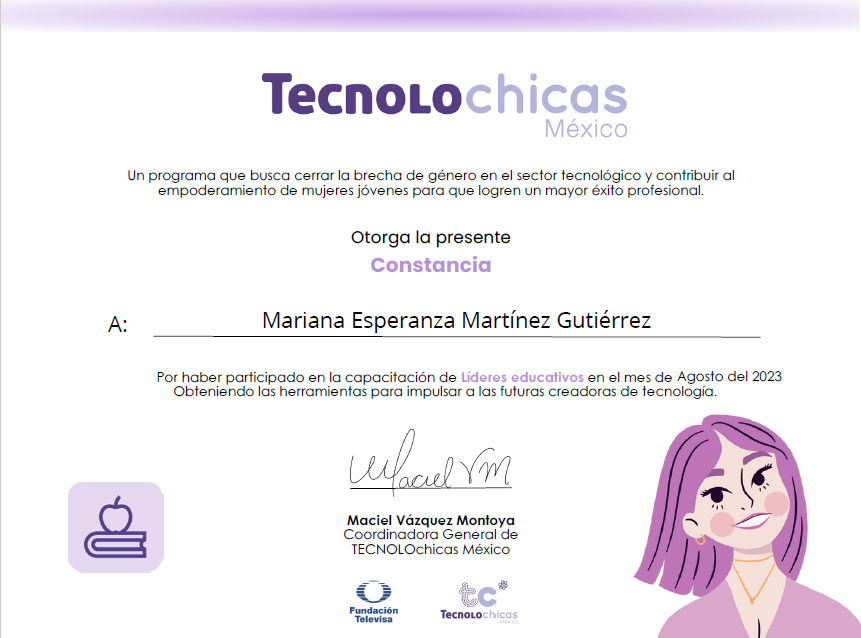 TecnoLochicas
México
Un programa que busca cerrar la brecha de género en el sector tecnológico y contribuir al
empoderamiento de mujeres jóvenes para que logren un mayor éxito profesional.
Otorga la presente
Constancia
A: Mariana Esperanza Martínez Gutiérrez
Por haber participado en la capacitación de Líderes educativos en el mes de Agosto del 2023
Obteniendo las herramientas para impulsar a las futuras creadoras de tecnología.
Maciel VM
Maciel Vázquez Montoya
Coordinadora General de
TECNOLOchicas México
Fundación
Televisa
tc
TecnoLochicas
México